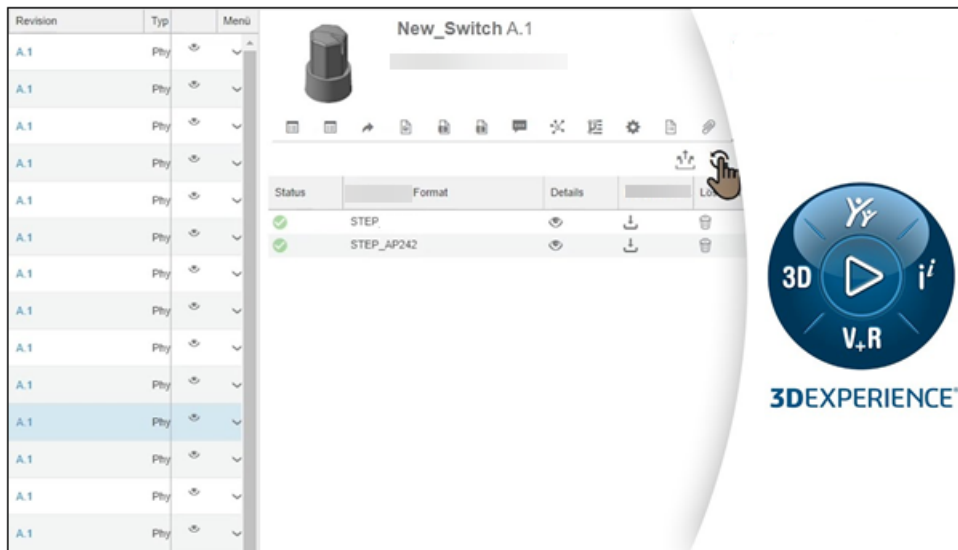 Revision Typ Menü
A.1 Phy
A.1 Phy
A.1 Phy
A.1 Phy
A.1 Phy
A.1 Phy
A.1 Phy
A.1 Phy
A.1 Phy
A.1 Phy
A.1 Phy
A.1 Phy
A.1 Phy
A.1 Phy
New_Switch A.1
Status Format Details
STEP
STEP_AP242
3D
i i
V+R
3DEXPERIENCE®